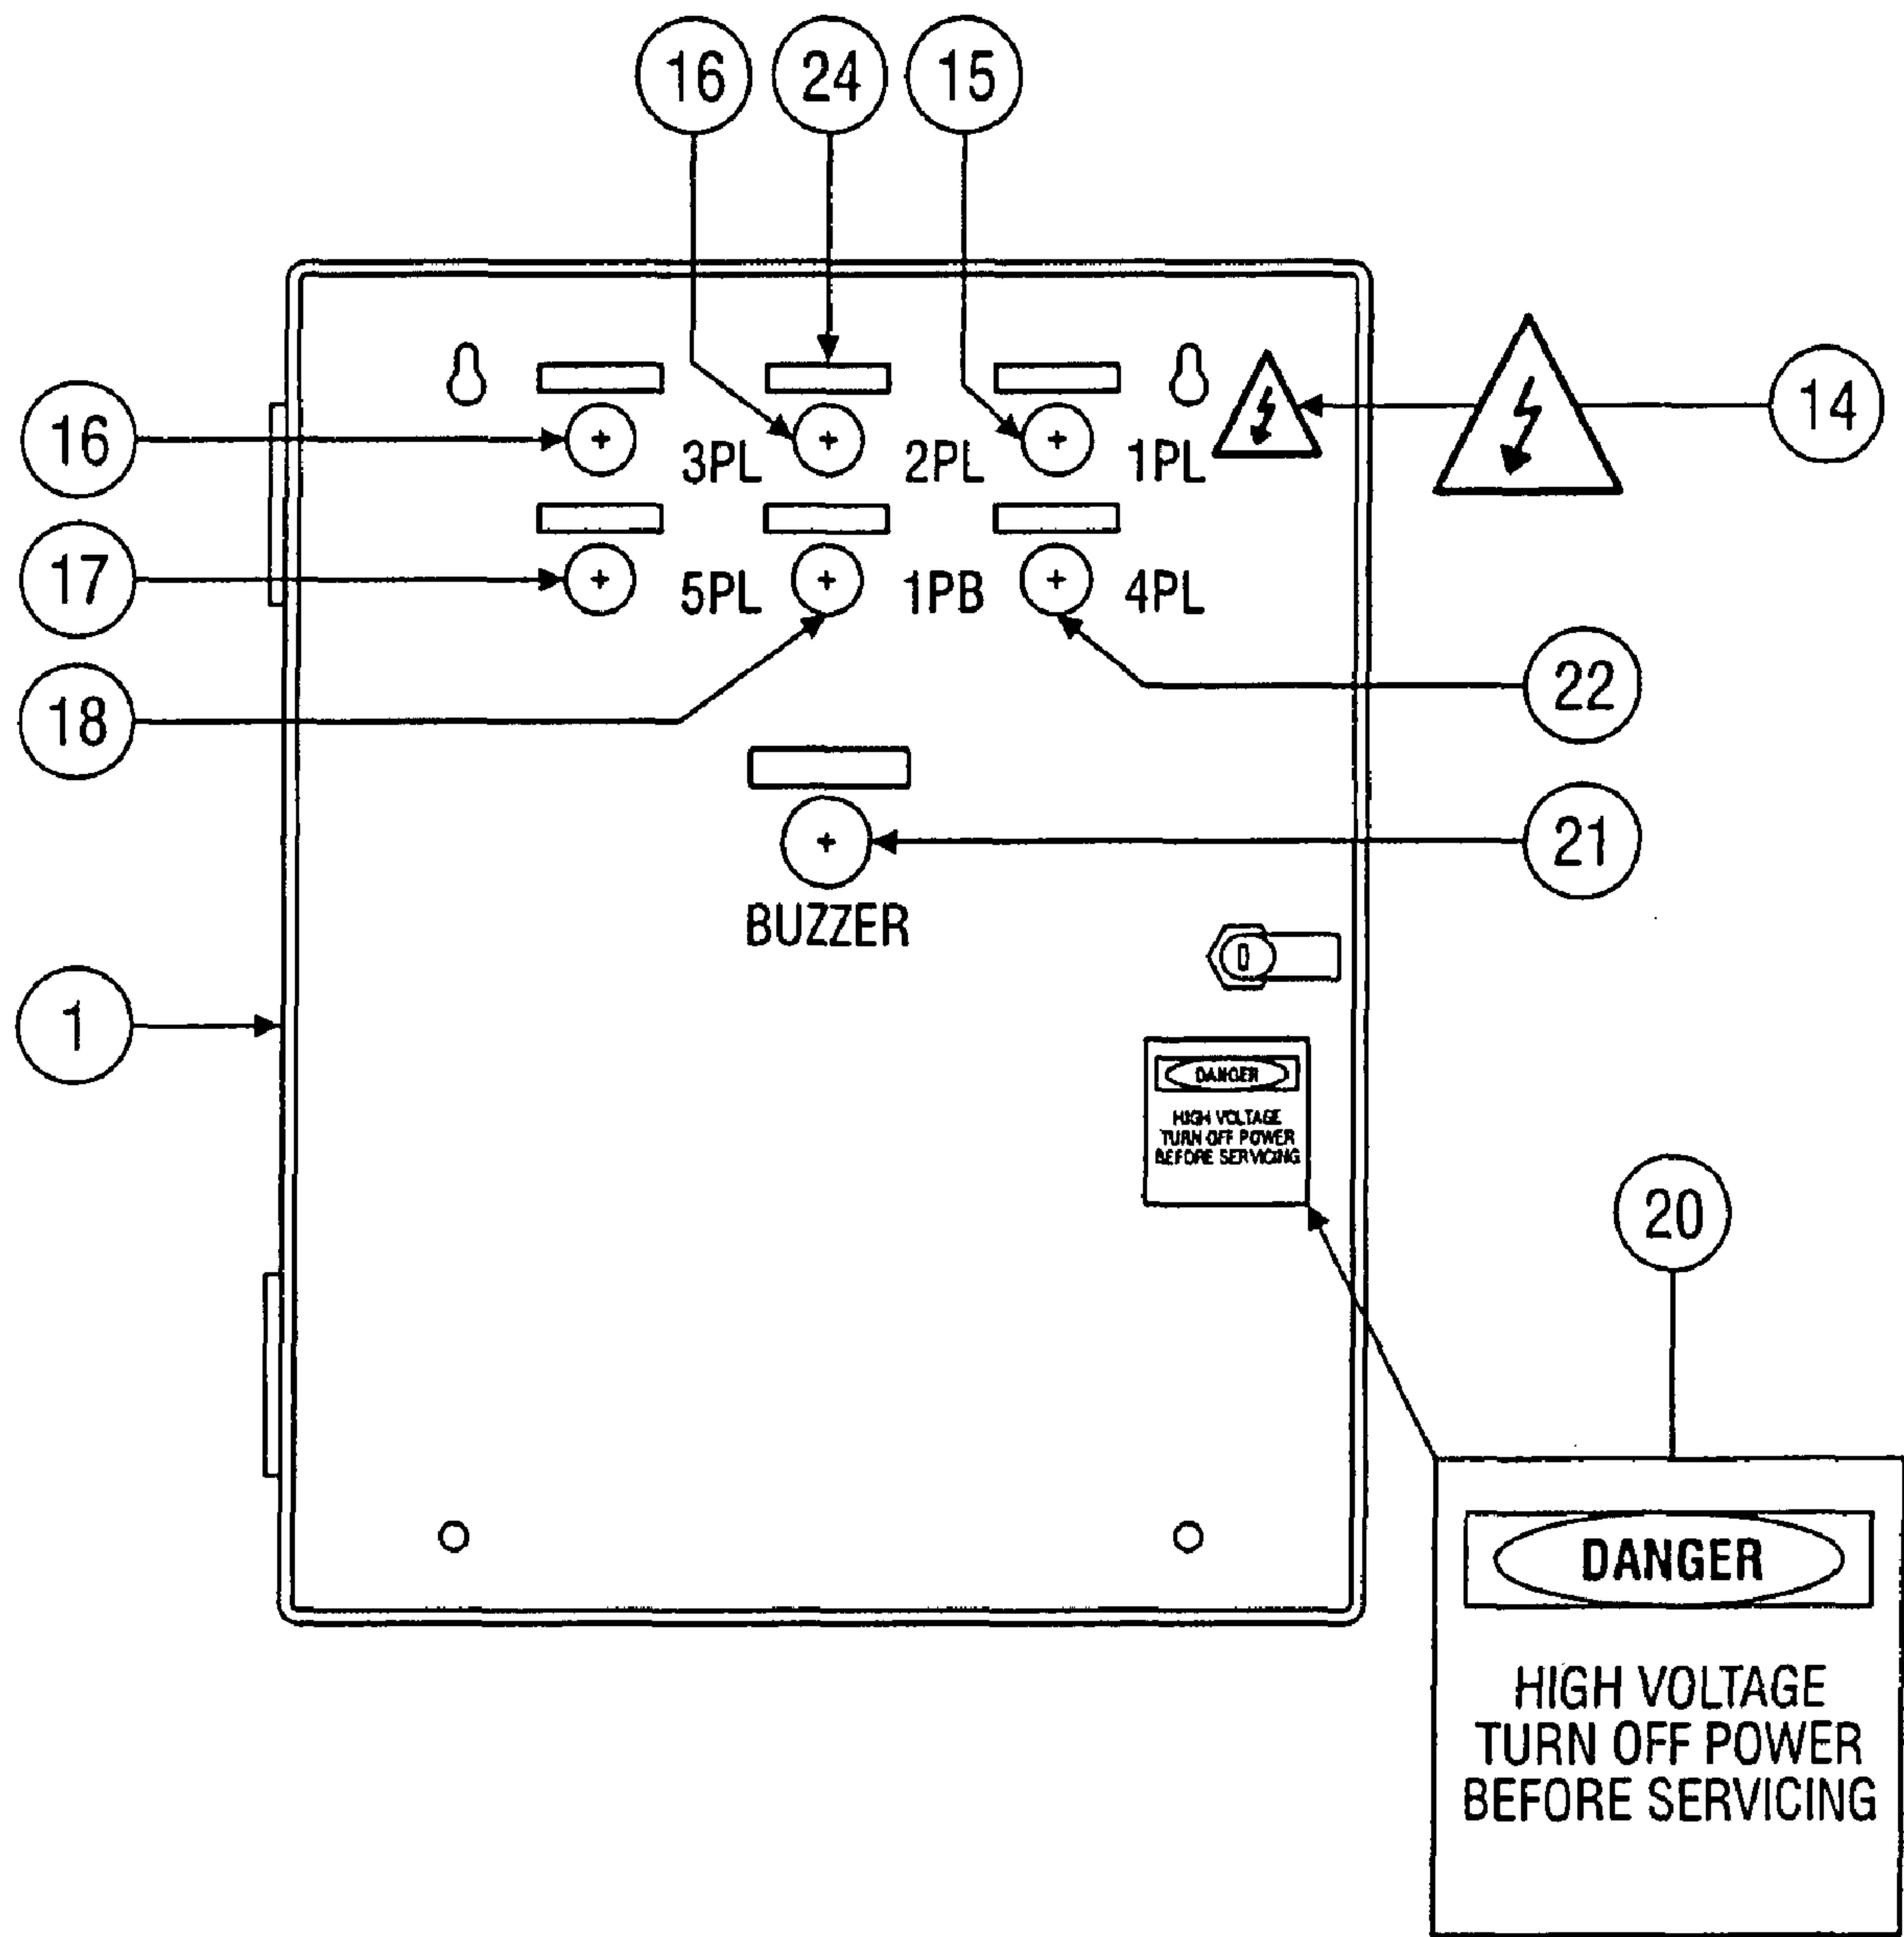 16 24 15
14
16
3PL 2PL 1PL
17
5PL 1PB 4PL
18
22
21
BUZZER
1
DANGER
HIGH VOLTAGE
TURN OFF POWER
BEFORE SERVICING
20
DANGER
HIGH VOLTAGE
TURN OFF POWER
BEFORE SERVICING